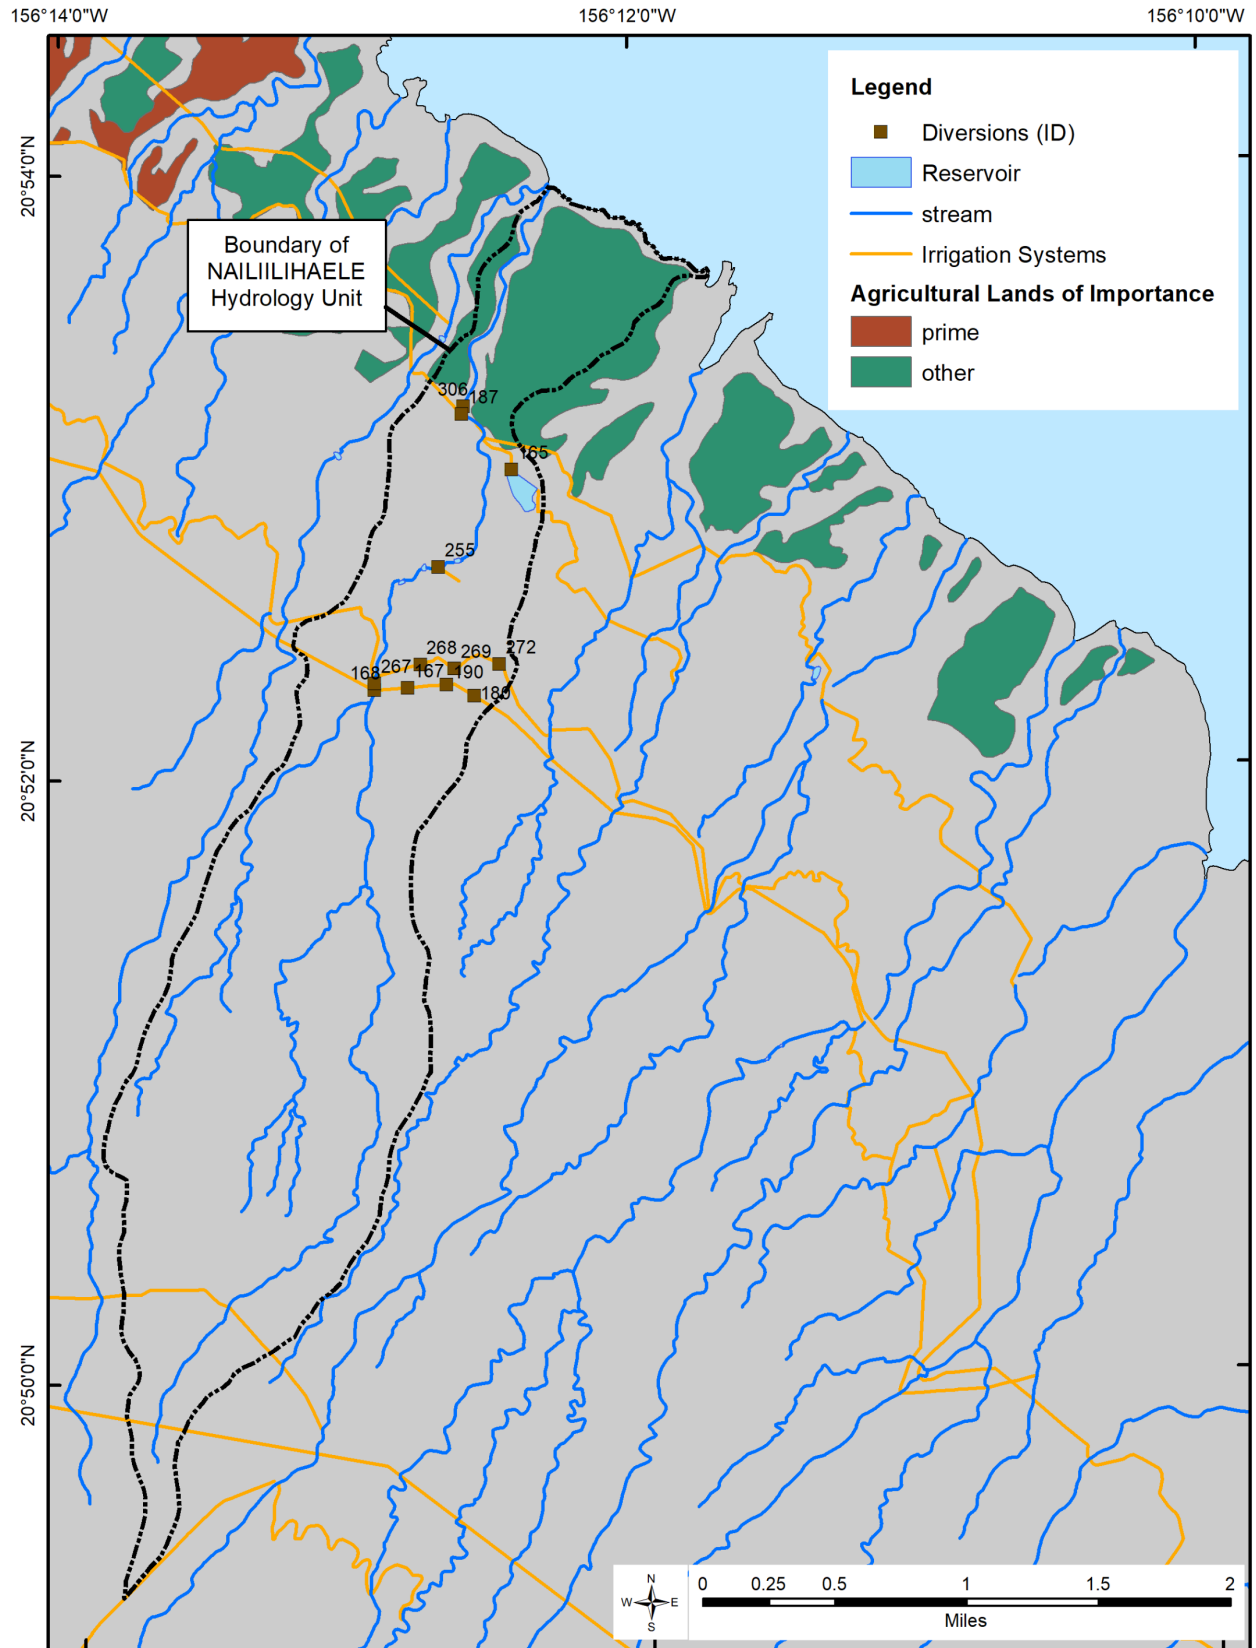 156°14'0"W
156°12'0"W
156°10'0"W
20°54'0"N
20°52'0"N
20°50'0"N
Legend
Diversions (ID)
Reservoir
stream
Irrigation Systems
Agricultural Lands of Importance
prime
other
Boundary of
NAILIILIHAELE
Hydrology Unit
306
187
165
255
268
269
272
267
168
167
190
189
N
W
E
S
0
0.25
0.5
1
1.5
2
Miles